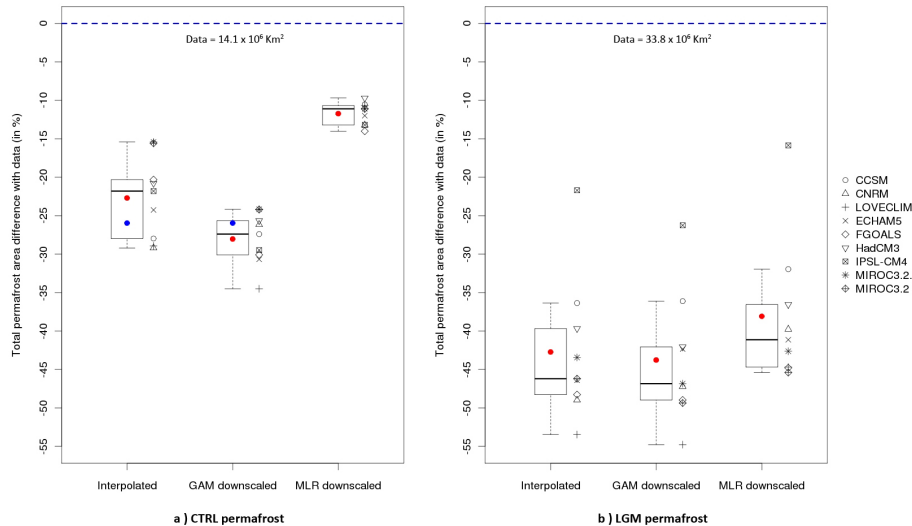 Total permafrost area difference with data (in %)
0
-5
-10
-15
-20
-25
-30
-35
-40
-45
-50
-55
Data = 14.1 x 10⁶ Km²
Interpolated
GAM downscaled
MLR downscaled
a ) CTRL permafrost
Total permafrost area difference with data (in %)
0
-5
-10
-15
-20
-25
-30
-35
-40
-45
-50
-55
Data = 33.8 x 10⁶ Km²
Interpolated
GAM downscaled
MLR downscaled
b ) LGM permafrost
CCSM
CNRM
LOVECLIM
ECHAM5
FGOALS
HadCM3
IPSL-CM4
MIROC3.2.
MIROC3.2